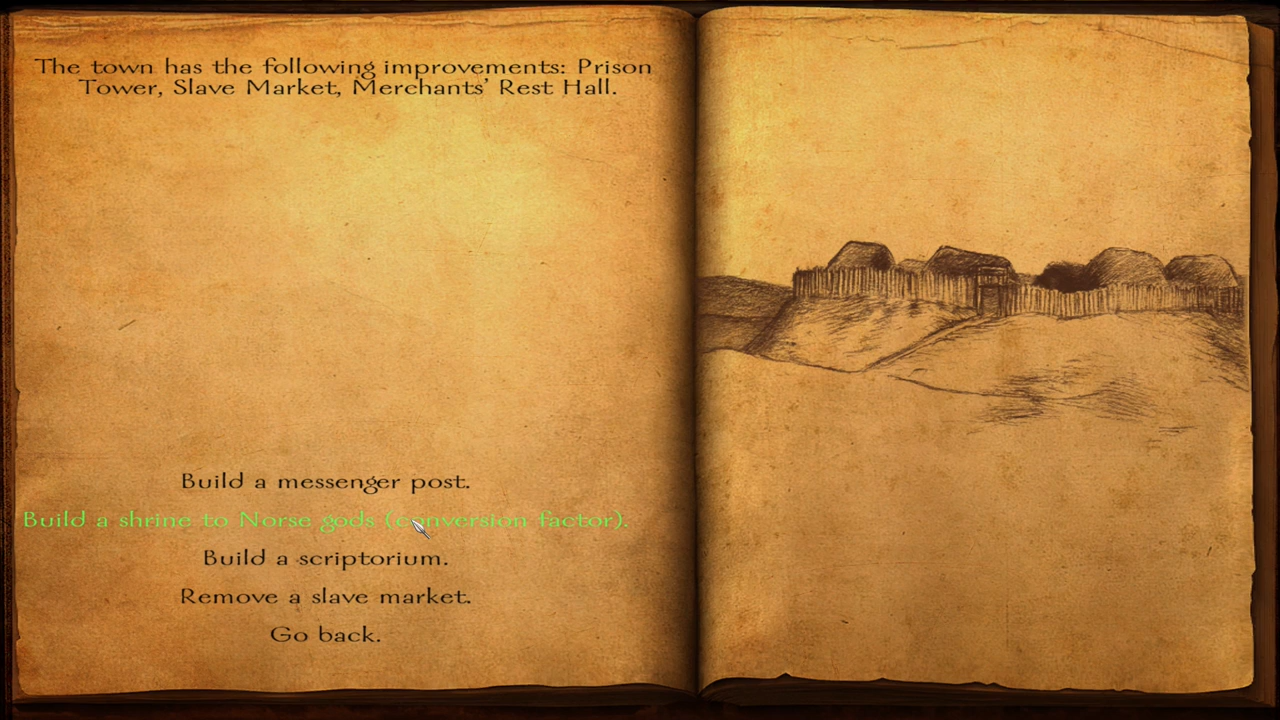 The town has the following improvements: Prison
Tower, Slave Market, Merchants' Rest Hall.
Build a messenger post.
Build a shrine to Norse gods (conversion factor).
Build a scriptorium.
Remove a slave market.
Go back.